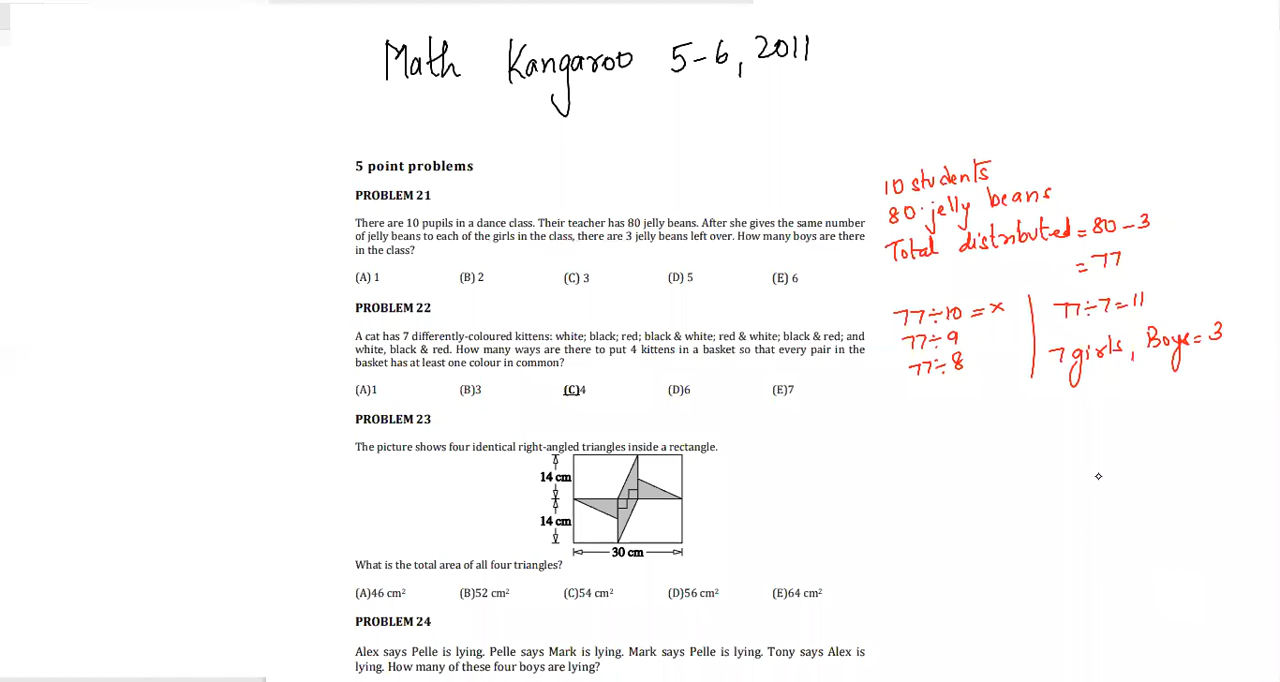 Math Kangaroo 5-6, 2011
5 point problems
PROBLEM 21
There are 10 pupils in a dance class. Their teacher has 80 jelly beans. After she gives the same number
of jelly beans to each of the girls in the class, there are 3 jelly beans left over. How many boys are there
in the class?
(A) 1 (B) 2 (C) 3 (D) 5 (E) 6
PROBLEM 22
A cat has 7 differently-coloured kittens: white; black; red; black & white; red & white; black & red; and
white, black & red. How many ways are there to put 4 kittens in a basket so that every pair in the
basket has at least one colour in common?
(A)1 (B)3 (C)4 (D)6 (E)7
PROBLEM 23
The picture shows four identical right-angled triangles inside a rectangle.
14 cm
14 cm
30 cm
What is the total area of all four triangles?
(A)46 cm² (B)52 cm² (C)54 cm² (D)56 cm² (E)64 cm²
PROBLEM 24
Alex says Pelle is lying. Pelle says Mark is lying. Mark says Pelle is lying. Tony says Alex is
lying. How many of these four boys are lying?
10 students
80 jelly beans
Total distributed = 80 - 3
= 77
77÷10 = x
77÷9
77÷8
77÷7=11
7 girls, Boys = 3